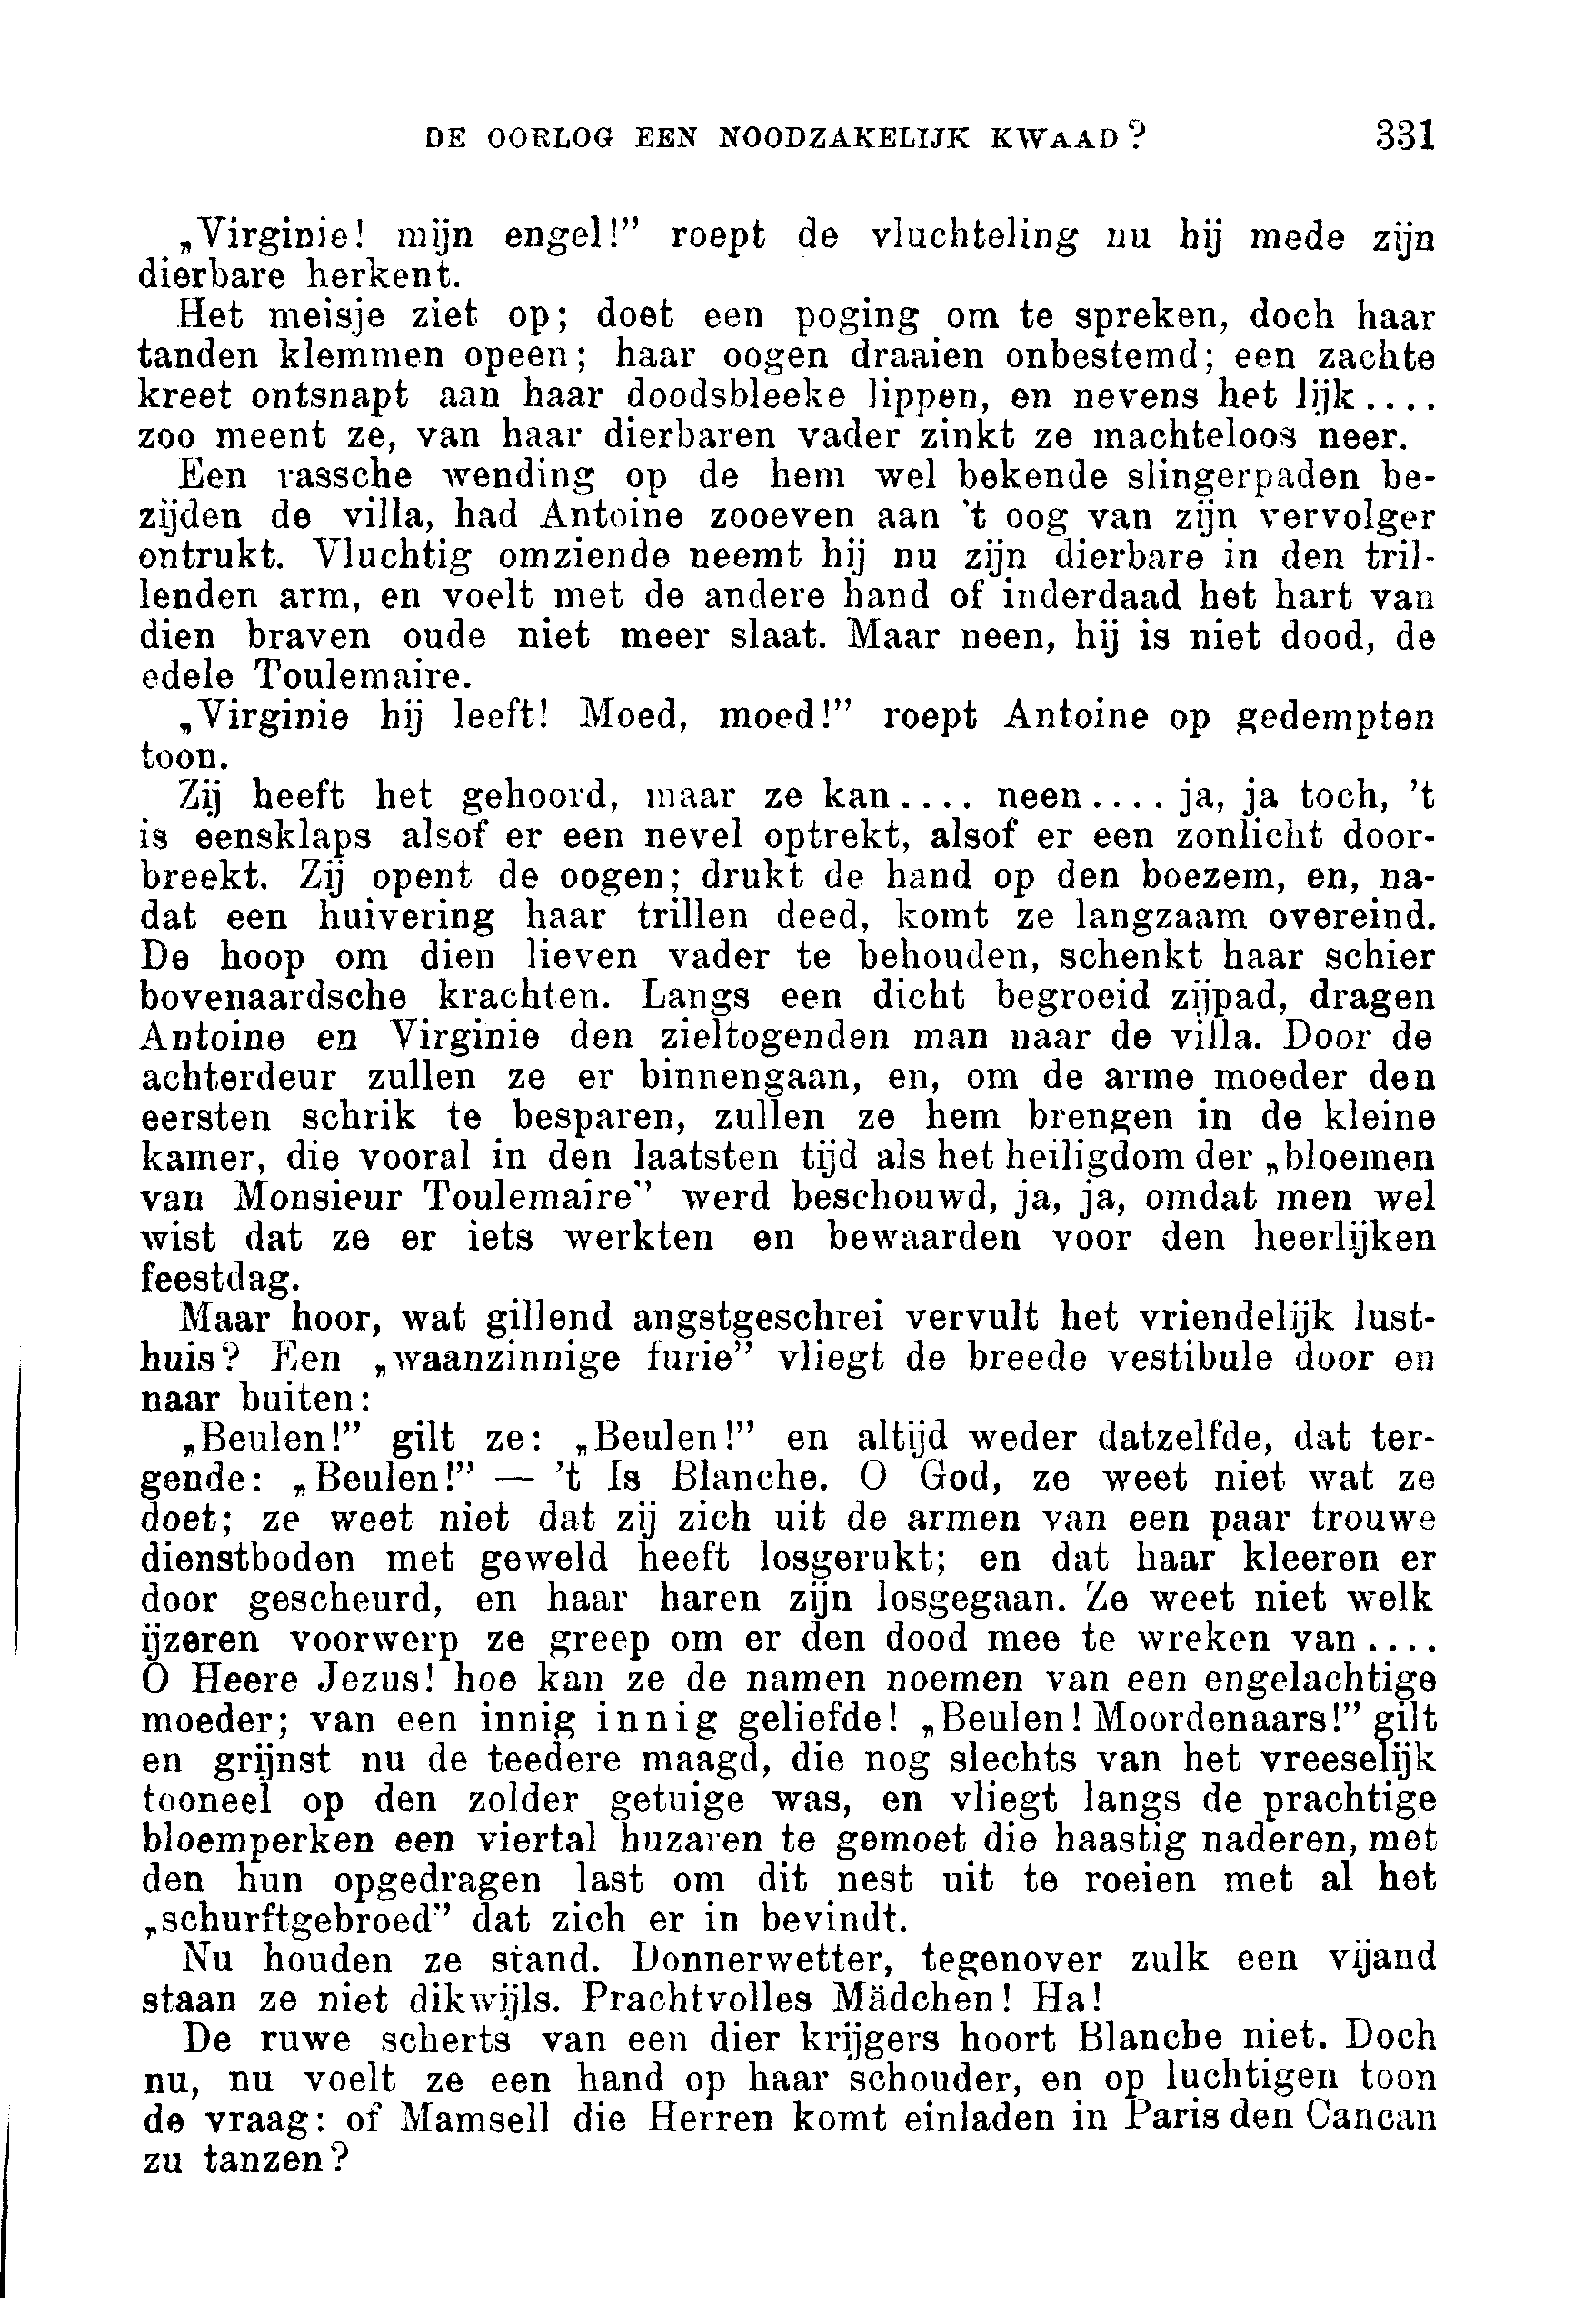 DE OORLOG EEN NOODZAKELIJK KWAAD? 331
„Virginie! mijn engel!” roept de vluchteling nu hij mede zijn
dierbare herkent.
Het meisje ziet op; doet een poging om te spreken, doch haar
tanden klemmen opeen; haar oogen draaien onbestemd; een zachte
kreet ontsnapt aan haar doodsbleeke lippen, en nevens het lijk....
zoo meent ze, van haar dierbaren vader zinkt ze machteloos neer.
Een rassche wending op de hem wel bekende slingerpaden be-
zijden de villa, had Antoine zooeven aan 't oog van zijn vervolger
ontrukt. Vluchtig omziende neemt hij nu zijn dierbare in den tril-
lenden arm, en voelt met de andere hand of inderdaad het hart van
dien braven oude niet meer slaat. Maar neen, hij is niet dood, de
edele Toulemaire.
„Virginie hij leeft! Moed, moed!” roept Antoine op gedempten
toon.
Zij heeft het gehoord, maar ze kan.... neen.... ja, ja toch, 't
is eensklaps alsof er een nevel optrekt, alsof er een zonlicht door-
breekt. Zij opent de oogen; drukt de hand op den boezem, en, na-
dat een huivering haar trillen deed, komt ze langzaam overeind.
De hoop om dien lieven vader te behouden, schenkt haar schier
bovenaardsche krachten. Langs een dicht begroeid zijpad, dragen
Antoine en Virginie den zieltogenden man naar de villa. Door de
achterdeur zullen ze er binnengaan, en, om de arme moeder den
eersten schrik te besparen, zullen ze hem brengen in de kleine
kamer, die vooral in den laatsten tijd als het heiligdom der „bloemen
van Monsieur Toulemaire” werd beschouwd, ja, ja, omdat men wel
wist dat ze er iets werkten en bewaarden voor den heerlijken
feestdag.
Maar hoor, wat gillend angstgeschrei vervult het vriendelijk lust-
huis? Een „waanzinnige furie” vliegt de breede vestibule door en
naar buiten:
„Beulen!” gilt ze: „Beulen!” en altijd weder datzelfde, dat ter-
gende: „Beulen!” — 't Is Blanche. O God, ze weet niet wat ze
doet; ze weet niet dat zij zich uit de armen van een paar trouwe
dienstboden met geweld heeft losgerukt; en dat haar kleeren er
door gescheurd, en haar haren zijn losgegaan. Ze weet niet welk
ijzeren voorwerp ze greep om er den dood mee te wreken van....
O Heere Jezus! hoe kan ze de namen noemen van een engelachtige
moeder; van een innig innig geliefde! „Beulen! Moordenaars!” gilt
en grijnst nu de teedere maagd, die nog slechts van het vreeselijk
tooneel op den zolder getuige was, en vliegt langs de prachtige
bloemperken een viertal huzaren te gemoet die haastig naderen, met
den hun opgedragen last om dit nest uit te roeien met al het
„schurftgebroed” dat zich er in bevindt.
Nu houden ze stand. Donnerwetter, tegenover zulk een vijand
staan ze niet dikwijls. Prachtvolles Mädchen! Ha!
De ruwe scherts van een dier krijgers hoort Blanche niet. Doch
nu, nu voelt ze een hand op haar schouder, en op luchtigen toon
de vraag: of Mamsell die Herren komt einladen in Paris den Cancan
zu tanzen?